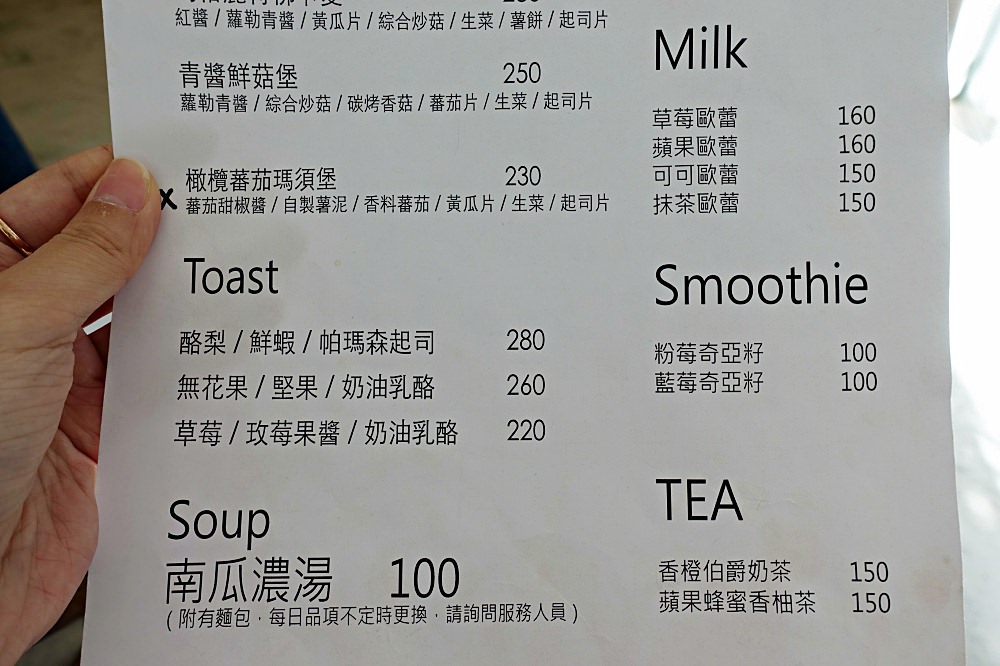 紅醬 / 蘿勒青醬 / 黃瓜片 / 綜合炒菇 / 生菜 / 薯餅 / 起司片
青醬鮮菇堡 250
蘿勒青醬 / 綜合炒菇 / 碳烤香菇 / 蕃茄片 / 生菜 / 起司片
x 橄欖蕃茄瑪須堡 230
蕃茄甜椒醬 / 自製薯泥 / 香料蕃茄 / 黃瓜片 / 生菜 / 起司片
Toast
酪梨 / 鮮蝦 / 帕瑪森起司 280
無花果 / 堅果 / 奶油乳酪 260
草莓 / 玫莓果醬 / 奶油乳酪 220
Soup
南瓜濃湯 100
( 附有麵包，每日品項不定時更換，請詢問服務人員 )
Milk
草莓歐蕾 160
蘋果歐蕾 160
可可歐蕾 150
抹茶歐蕾 150
Smoothie
粉莓奇亞籽 100
藍莓奇亞籽 100
TEA
香橙伯爵奶茶 150
蘋果蜂蜜香柚茶 150